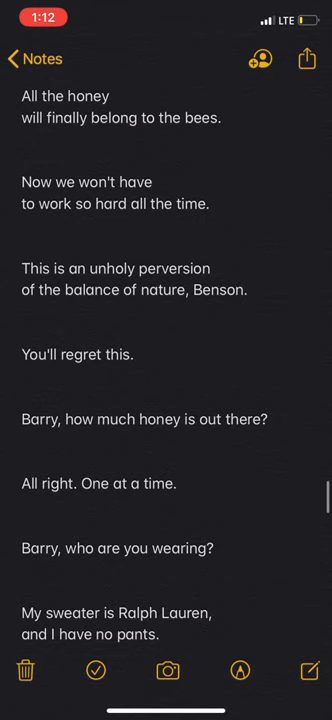 1:12
LTE
Notes
All the honey
will finally belong to the bees.
Now we won't have
to work so hard all the time.
This is an unholy perversion
of the balance of nature, Benson.
You'll regret this.
Barry, how much honey is out there?
All right. One at a time.
Barry, who are you wearing?
My sweater is Ralph Lauren,
and I have no pants.